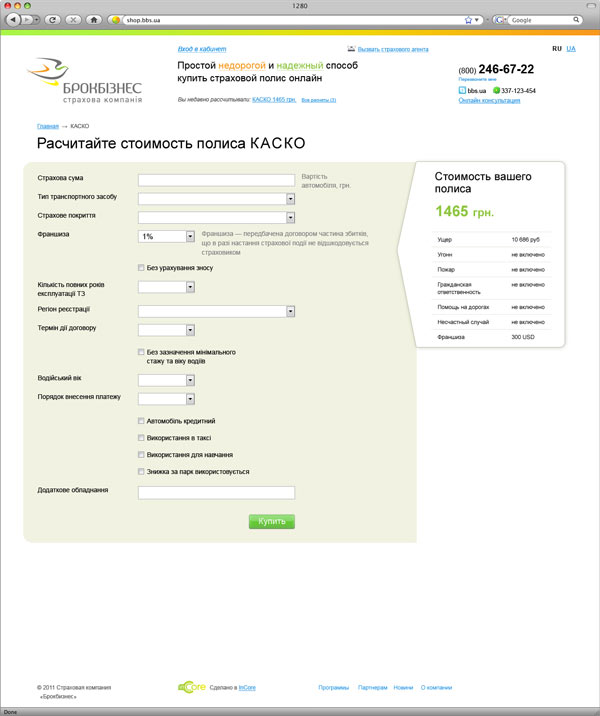 1280
shop.bbs.ua
Google
Вход в кабинет
Вызвать страхового агента
RU UA
БРОКБІЗНЕС
страхова компанія
Простой недорогой и надежный способ
купить страховой полис онлайн
(800) 246-67-22
Перезвоните мне
Вы недавно рассчитывали: КАСКО 1465 грн. Все расчеты (3)
bbs.ua 337-123-454
Онлайн консультация
Главная → КАСКО
Расчитайте стоимость полиса КАСКО
Страхова сума
Вартість
автомобіля, грн.
Тип транспортного засобу
Страхове покриття
Франшиза
1%
Франшиза — передбачена договором частина збитків,
що в разі настання страхової події не відшкодовується
страховиком
Без урахування зносу
Кількість повних років
експлуатації ТЗ
Регіон реєстрації
Термін дії договору
Без зазначення мінімального
стажу та віку водіїв
Водійський вік
Порядок внесення платежу
Автомобіль кредитний
Використання в таксі
Використання для навчання
Знижка за парк використовується
Додаткове обладнання
Купить
Стоимость вашего
полиса
1465 грн.
Ущер 10 686 руб
Угонн не включено
Пожар не включено
Гражданская
ответственность не включено
Помощь на дорогах не включено
Несчастный случай не включено
Франшиза 300 USD
© 2011 Страховая компания
«Брокбизнес»
inCore Сделано в InCore
Программы Партнерам Новини О компании
Done